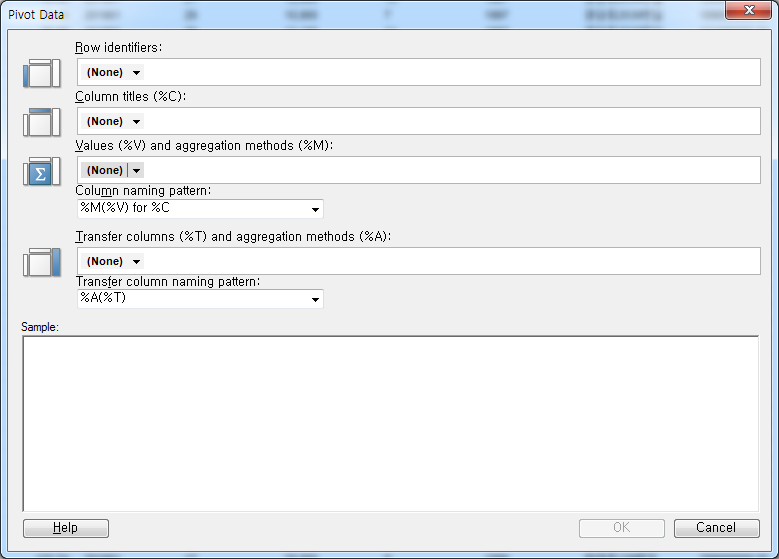 Pivot Data
Row identifiers:
(None)
Column titles (%C):
(None)
Values (%V) and aggregation methods (%M):
(None)
Column naming pattern:
%M(%V) for %C
Transfer columns (%T) and aggregation methods (%A):
(None)
Transfer column naming pattern:
%A(%T)
Sample:
Help OK Cancel